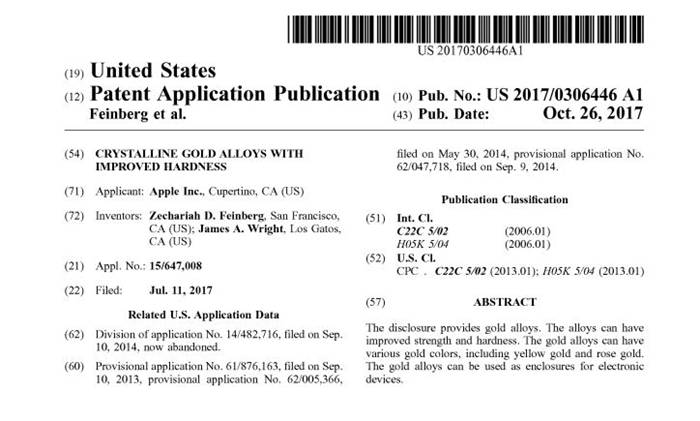 US 20170306446A1
(19) United States
(12) Patent Application Publication (10) Pub. No.: US 2017/0306446 A1
Feinberg et al. (43) Pub. Date: Oct. 26, 2017
(54) CRYSTALLINE GOLD ALLOYS WITH
IMPROVED HARDNESS
(71) Applicant: Apple Inc., Cupertino, CA (US)
(72) Inventors: Zechariah D. Feinberg, San Francisco,
CA (US); James A. Wright, Los Gatos,
CA (US)
(21) Appl. No.: 15/647,008
(22) Filed: Jul. 11, 2017
Related U.S. Application Data
(62) Division of application No. 14/482,716, filed on Sep.
10, 2014, now abandoned.
(60) Provisional application No. 61/876,163, filed on Sep.
10, 2013, provisional application No. 62/005,366,
filed on May 30, 2014, provisional application No.
62/047,718, filed on Sep. 9, 2014.
Publication Classification
(51) Int. Cl.
C22C 5/02 (2006.01)
H05K 5/04 (2006.01)
(52) U.S. Cl.
CPC . C22C 5/02 (2013.01); H05K 5/04 (2013.01)
(57) ABSTRACT
The disclosure provides gold alloys. The alloys can have
improved strength and hardness. The gold alloys can have
various gold colors, including yellow gold and rose gold.
The gold alloys can be used as enclosures for electronic
devices.